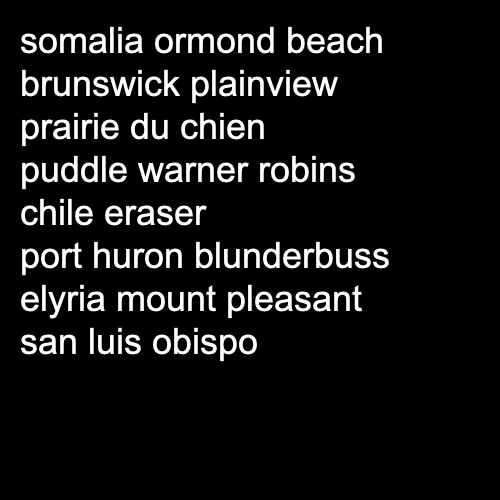 somalia ormond beach
brunswick plainview
prairie du chien
puddle warner robins
chile eraser
port huron blunderbuss
elyria mount pleasant
san luis obispo